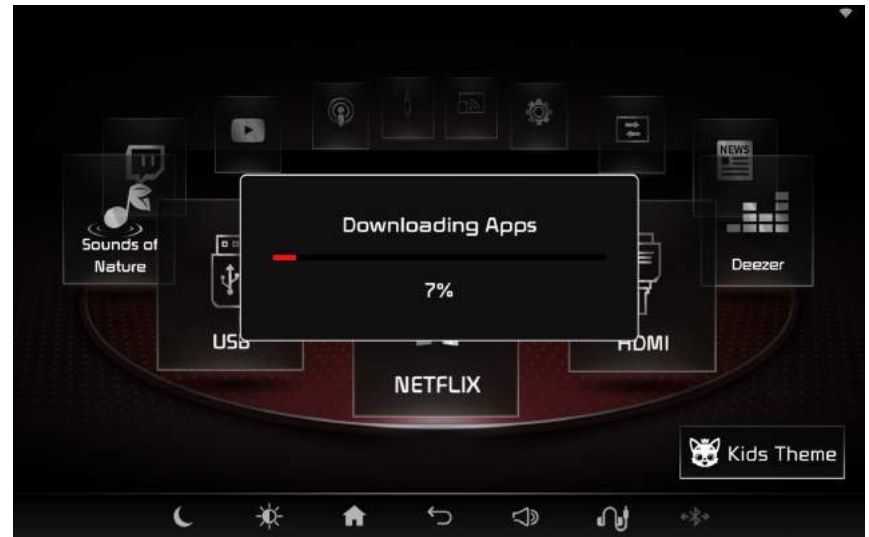 NEWS
Sounds of
Nature
Deezer
Downloading Apps
7%
USB
HDMI
NETFLIX
Kids Theme